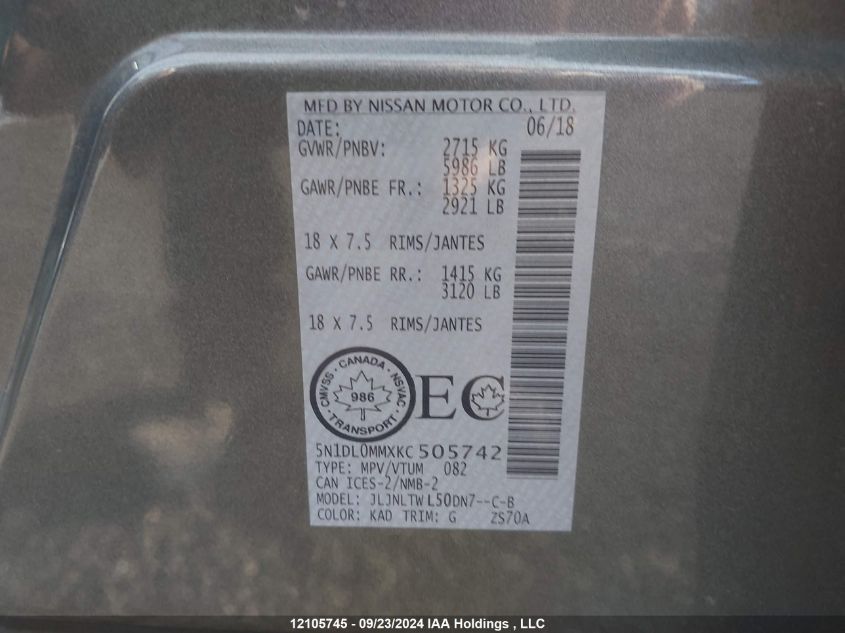 MFD BY NISSAN MOTOR CO., LTD.
DATE: 06/18
GVWR/PNBV: 2715 KG
5986 LB
GAWR/PNBE FR.: 1325 KG
2921 LB
18 X 7.5 RIMS/JANTES
GAWR/PNBE RR.: 1415 KG
3120 LB
18 X 7.5 RIMS/JANTES
CMVSS · CANADA · NSVAC · TRANSPORT ·
986
EC
5N1DL0MMXKC505742
TYPE: MPV/VTUM 082
CAN ICES-2/NMB-2
MODEL: JLJNLTWL50DN7--C-B
COLOR: KAD TRIM: G ZS70A
12105745 - 09/23/2024 IAA Holdings , LLC